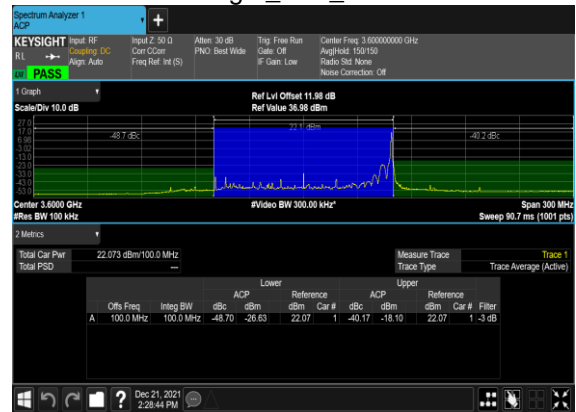 Spectrum Analyzer 1
ACP
+
KEYSIGHT Input: RF Input Z: 50 Ω Atten: 30 dB Trig: Free Run Center Freq: 3.600000000 GHz
RL Coupling: DC Corr CCorr PNO: Best Wide Gate: Off Avg|Hold: 150/150
Align: Auto Freq Ref: Int (S) IF Gain: Low Radio Std: None
PASS Noise Correction: Off
1 Graph Ref Lvl Offset 11.98 dB
Scale/Div 10.0 dB Ref Value 36.98 dBm
27.0
17.0 -48.7 dBc 22.1 dBm -40.2 dBc
6.98
-3.02
-13.0
-23.0
-33.0
-43.0
-53.0
Center 3.6000 GHz #Video BW 300.00 kHz* Span 300 MHz
#Res BW 100 kHz Sweep 90.7 ms (1001 pts)
2 Metrics
Total Car Pwr 22.073 dBm/100.0 MHz Measure Trace Trace 1
Total PSD --- Trace Type Trace Average (Active)
Lower Upper
ACP Reference ACP Reference
Offs Freq Integ BW dBc dBm dBm Car # dBc dBm dBm Car # Filter
A 100.0 MHz 100.0 MHz -48.70 -26.63 22.07 1 -40.17 -18.10 22.07 1 -3 dB
? Dec 21, 2021
2:28:44 PM